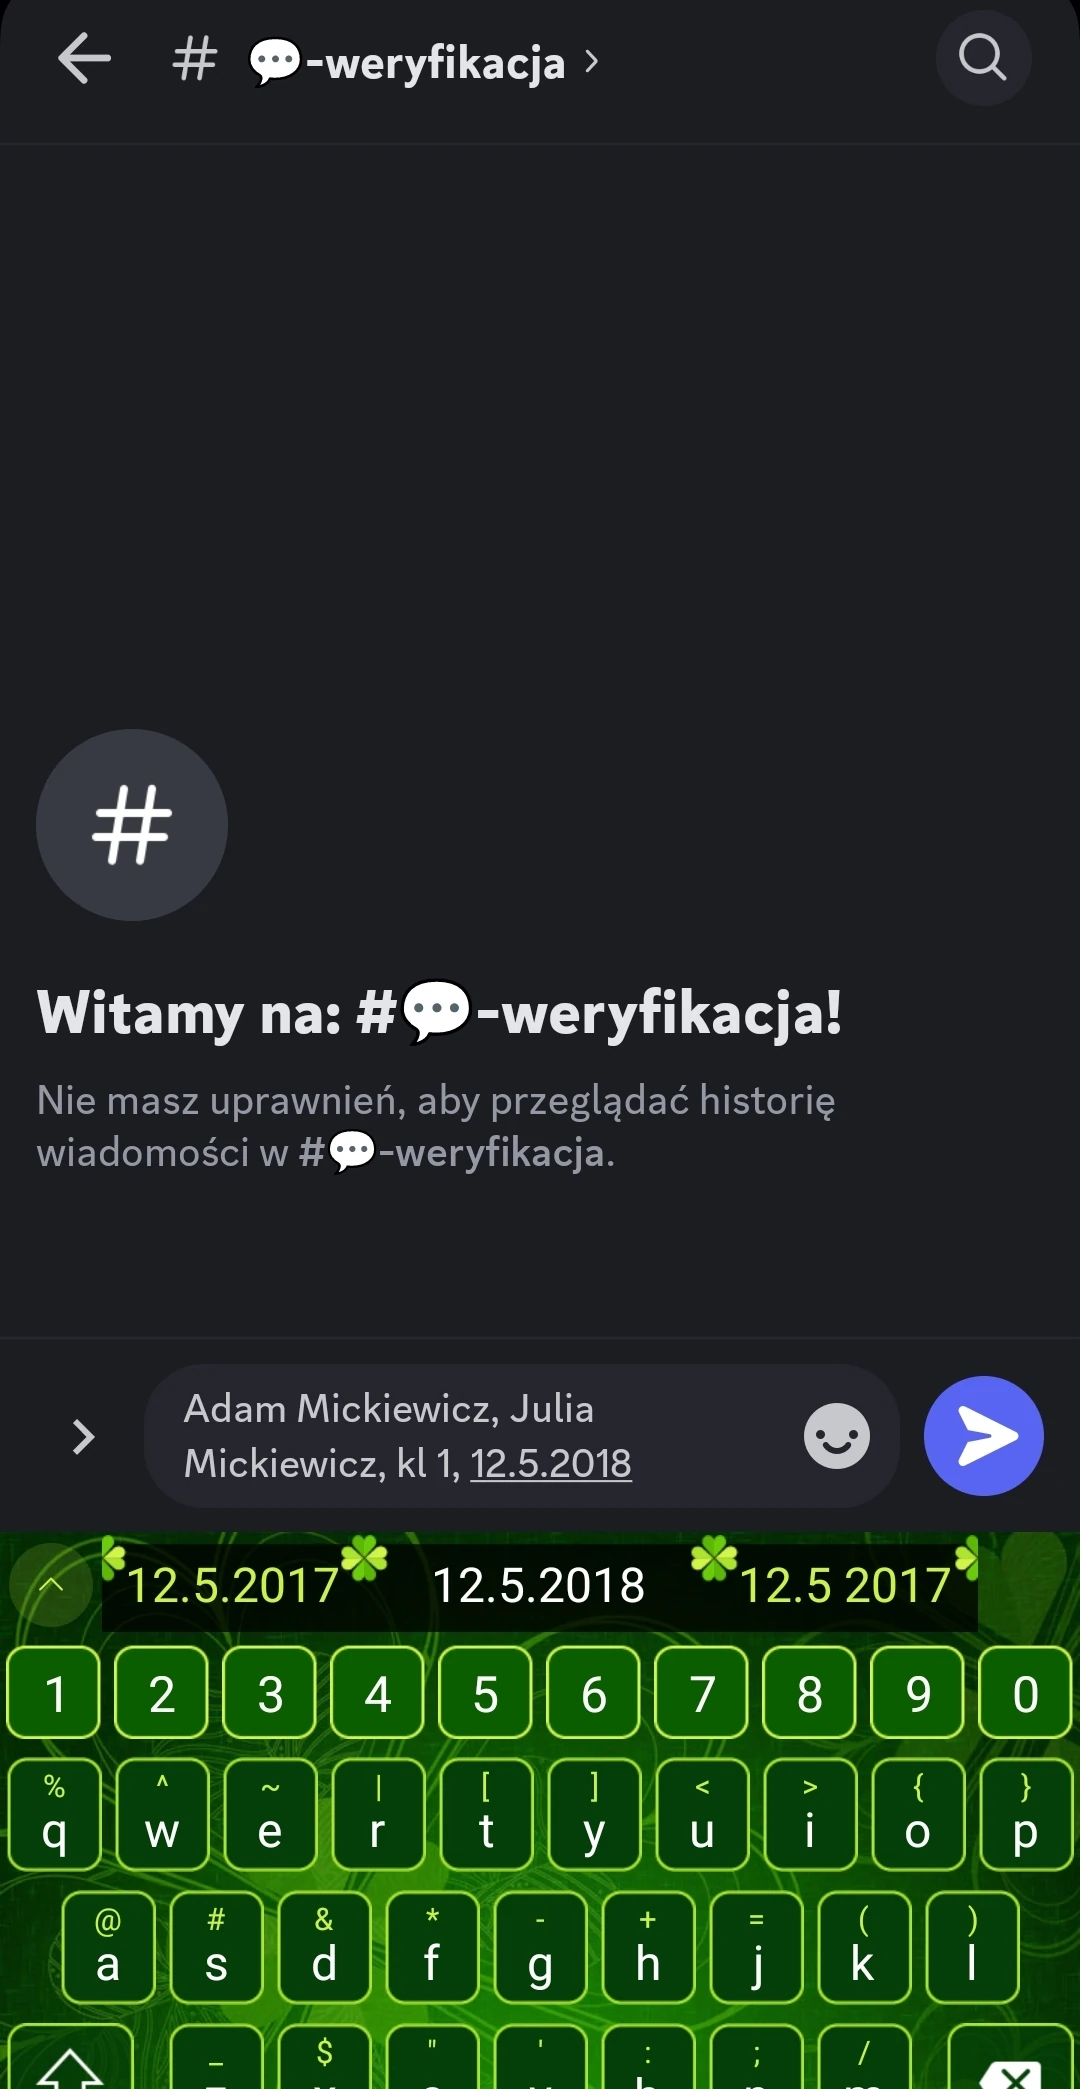 # 💬-weryfikacja ›
#
Witamy na: #💬-weryfikacja!
Nie masz uprawnień, aby przeglądać historię
wiadomości w #💬-weryfikacja.
Adam Mickiewicz, Julia
Mickiewicz, kl 1, 12.5.2018
12.5.2017 12.5.2018 12.5 2017
1 2 3 4 5 6 7 8 9 0
% ^ ~ | [ ] < > { }
q w e r t y u i o p
@ # & * - + = ( )
a s d f g h j k l
_ $ " ' : ; /